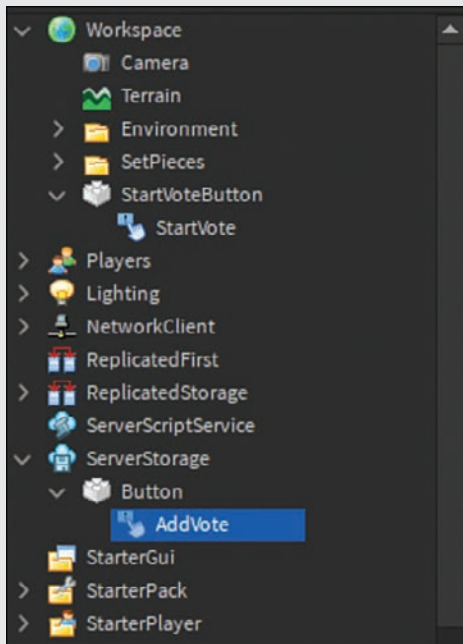 Workspace
Camera
Terrain
Environment
SetPieces
StartVoteButton
StartVote
Players
Lighting
NetworkClient
ReplicatedFirst
ReplicatedStorage
ServerScriptService
ServerStorage
Button
AddVote
StarterGui
StarterPack
StarterPlayer